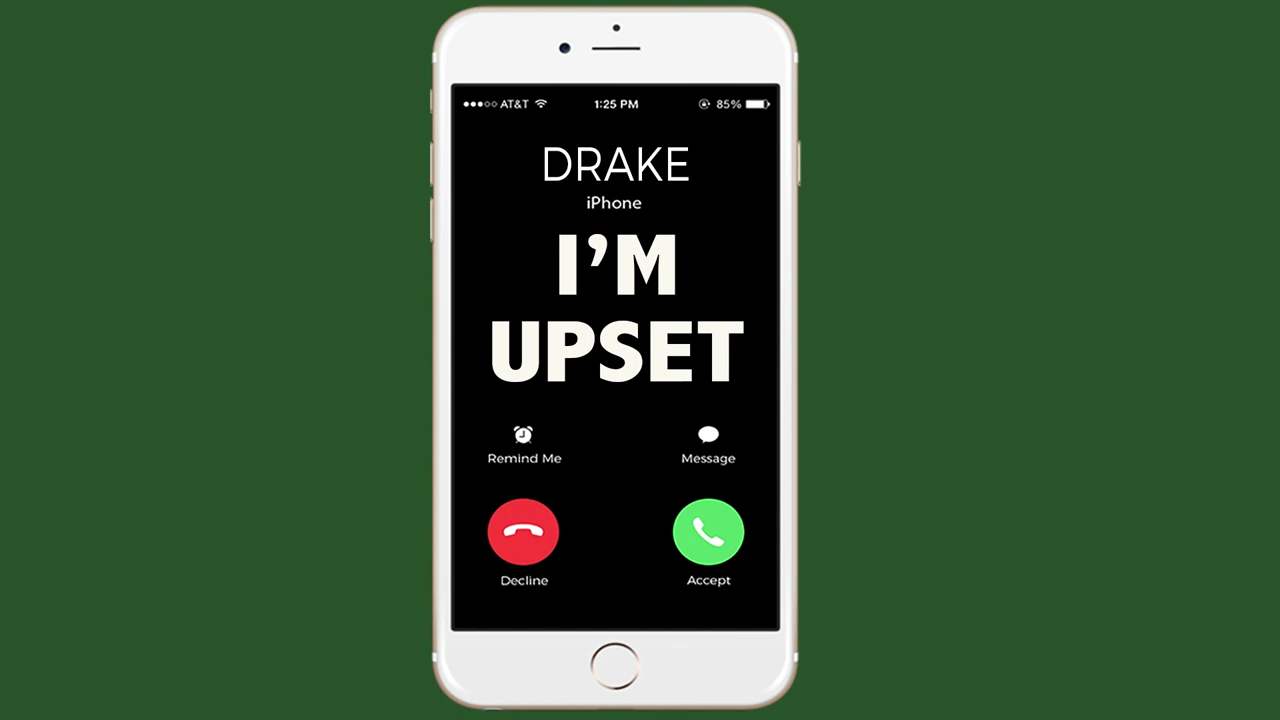 AT&T 1:25 PM 85%
DRAKE
iPhone
I’M
UPSET
Remind Me Message
Decline Accept